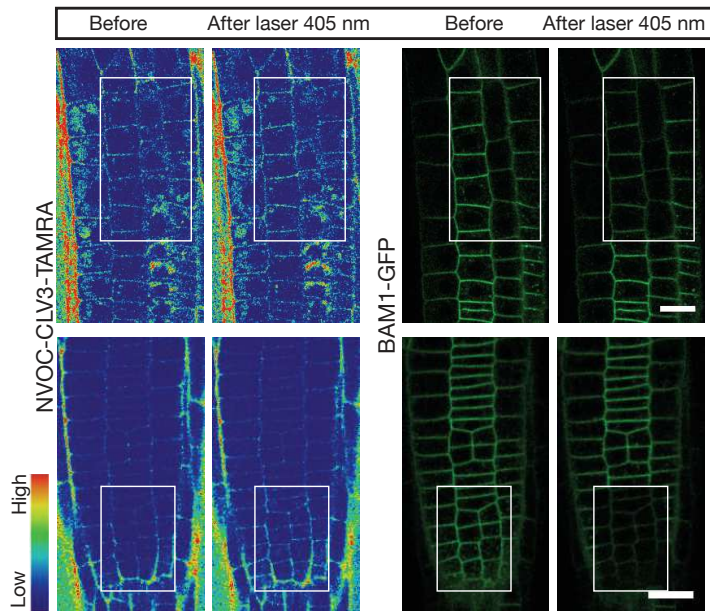 Before
After laser 405 nm
Before
After laser 405 nm
NVOC-CLV3-TAMRA
BAM1-GFP
High
Low